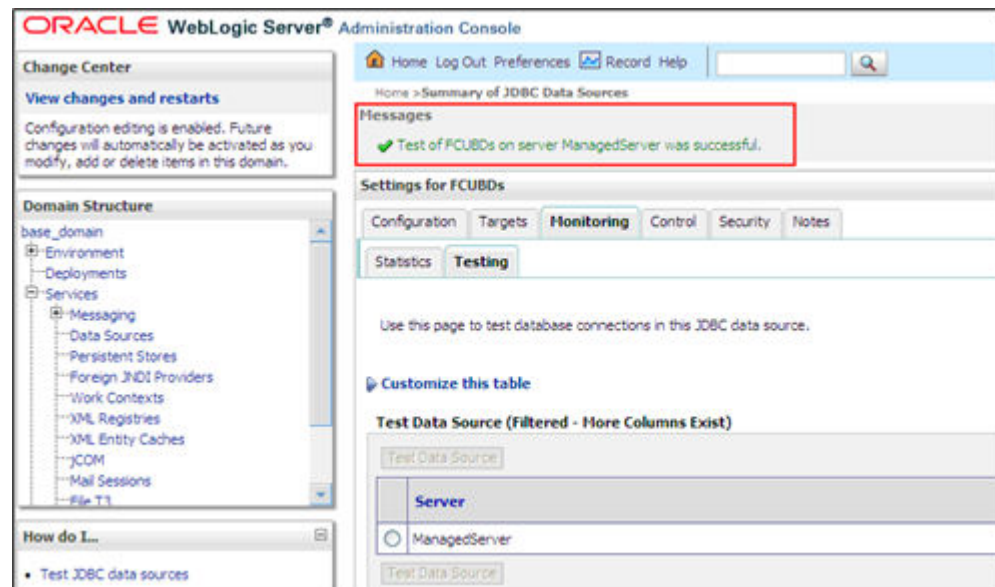 ORACLE WebLogic Server® Administration Console
Change Center
View changes and restarts
Configuration editing is enabled. Future
changes will automatically be activated as you
modify, add or delete items in this domain.
Domain Structure
base_domain
Environment
Deployments
Services
Messaging
Data Sources
Persistent Stores
Foreign JNDI Providers
Work Contexts
XML Registries
XML Entity Caches
jCOM
Mail Sessions
File T3
How do I...
Test JDBC data sources
Home Log Out Preferences Record Help
Home >Summary of JDBC Data Sources
Messages
Test of FCUBDs on server ManagedServer was successful.
Settings for FCUBDs
Configuration Targets Monitoring Control Security Notes
Statistics Testing
Use this page to test database connections in this JDBC data source.
Customize this table
Test Data Source (Filtered - More Columns Exist)
Test Data Source
Server
ManagedServer
Test Data Source